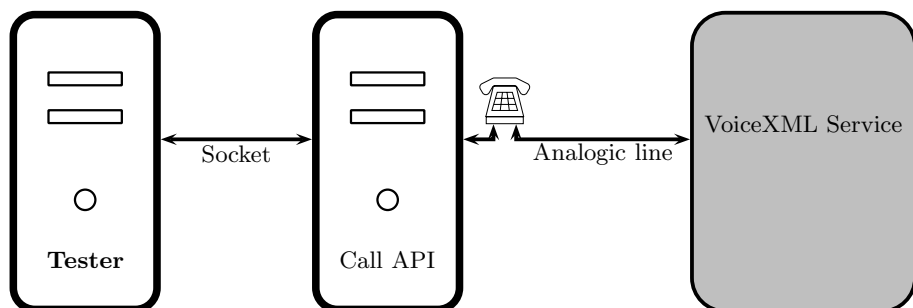 VoiceXML Service
Socket
Analogic line
Tester
Call API